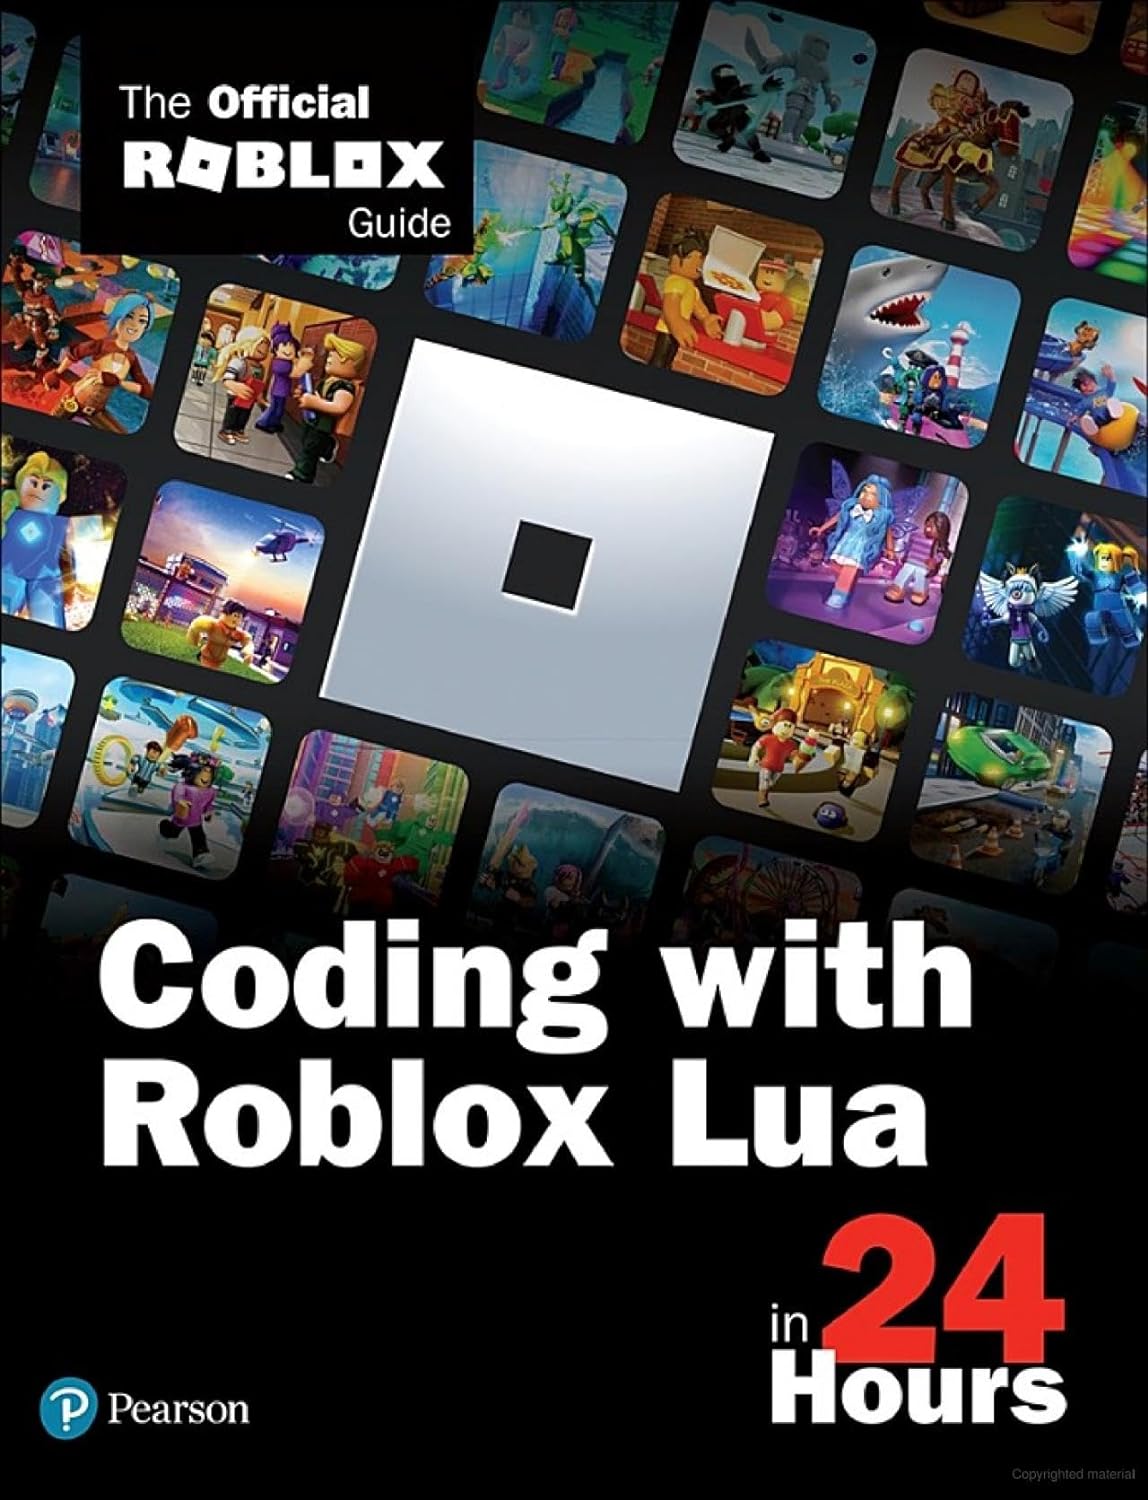 The Official
ROBLOX
Guide
Coding with
Roblox Lua
in 24
Hours
Pearson
Copyrighted material